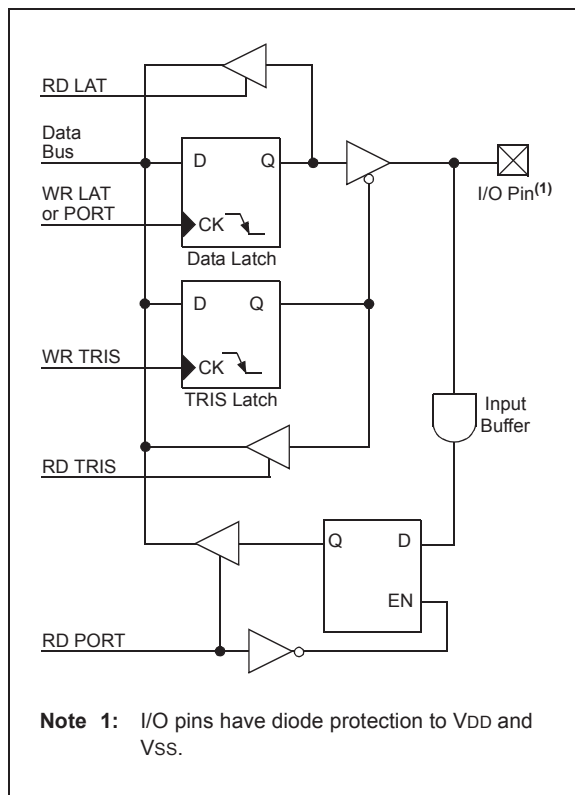 RD LAT
Data
Bus
D Q
I/O Pin(1)
WR LAT
or PORT
CK
Data Latch
D Q
WR TRIS
CK
TRIS Latch
Input
Buffer
RD TRIS
Q D
EN
RD PORT
Note 1: I/O pins have diode protection to VDD and
VSS.